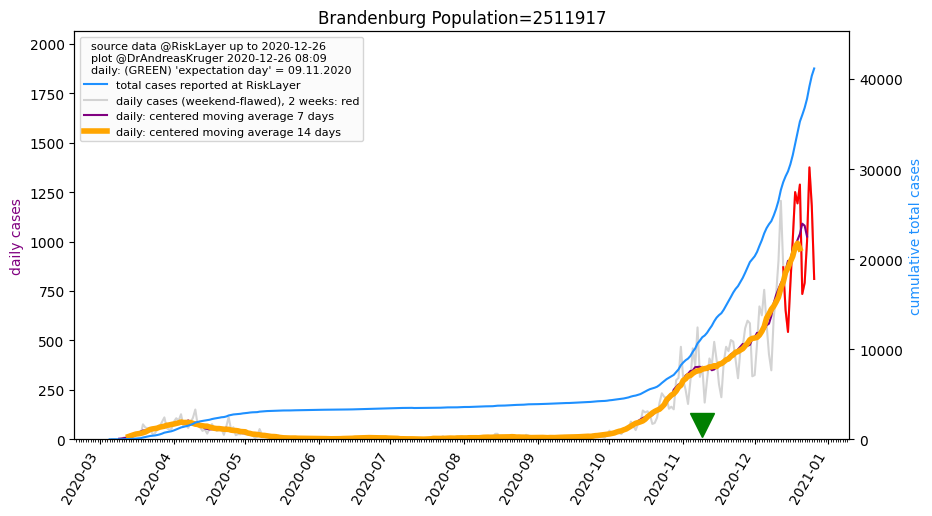 Brandenburg Population=2511917
source data @RiskLayer up to 2020-12-26
plot @DrAndreasKruger 2020-12-26 08:09
daily: (GREEN) 'expectation day' = 09.11.2020
total cases reported at RiskLayer
daily cases (weekend-flawed), 2 weeks: red
daily: centered moving average 7 days
daily: centered moving average 14 days
daily cases
2000
1750
1500
1250
1000
750
500
250
0
40000
30000
20000
10000
0
cumulative total cases
2020-03
2020-04
2020-05
2020-06
2020-07
2020-08
2020-09
2020-10
2020-11
2020-12
2021-01